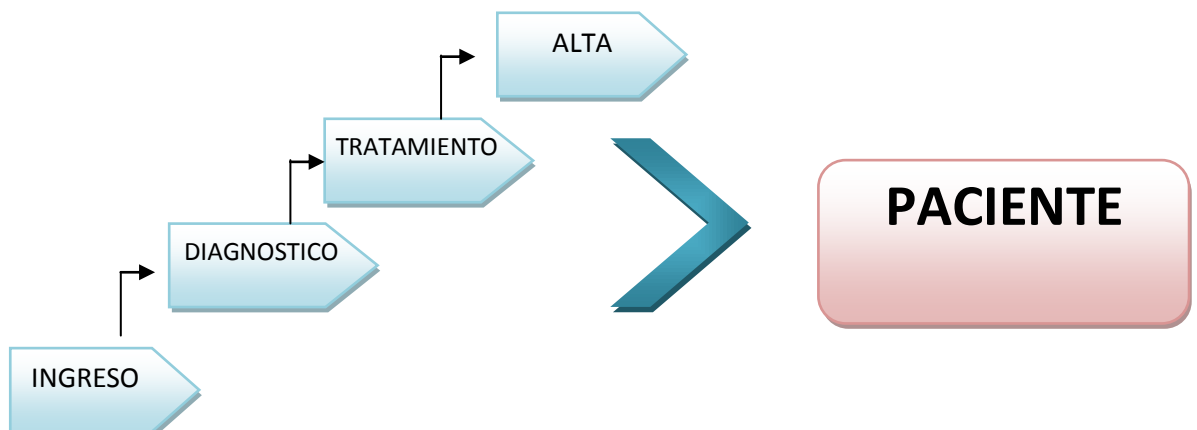 ALTA
TRATAMIENTO
PACIENTE
DIAGNOSTICO
INGRESO